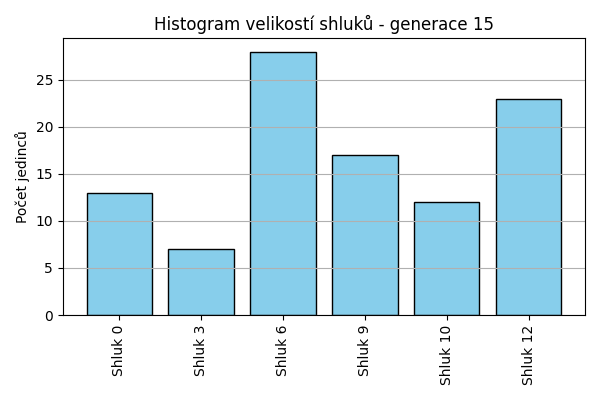 Histogram velikostí shluků - generace 15
Počet jedinců
25
20
15
10
5
0
Shluk 0
Shluk 3
Shluk 6
Shluk 9
Shluk 10
Shluk 12